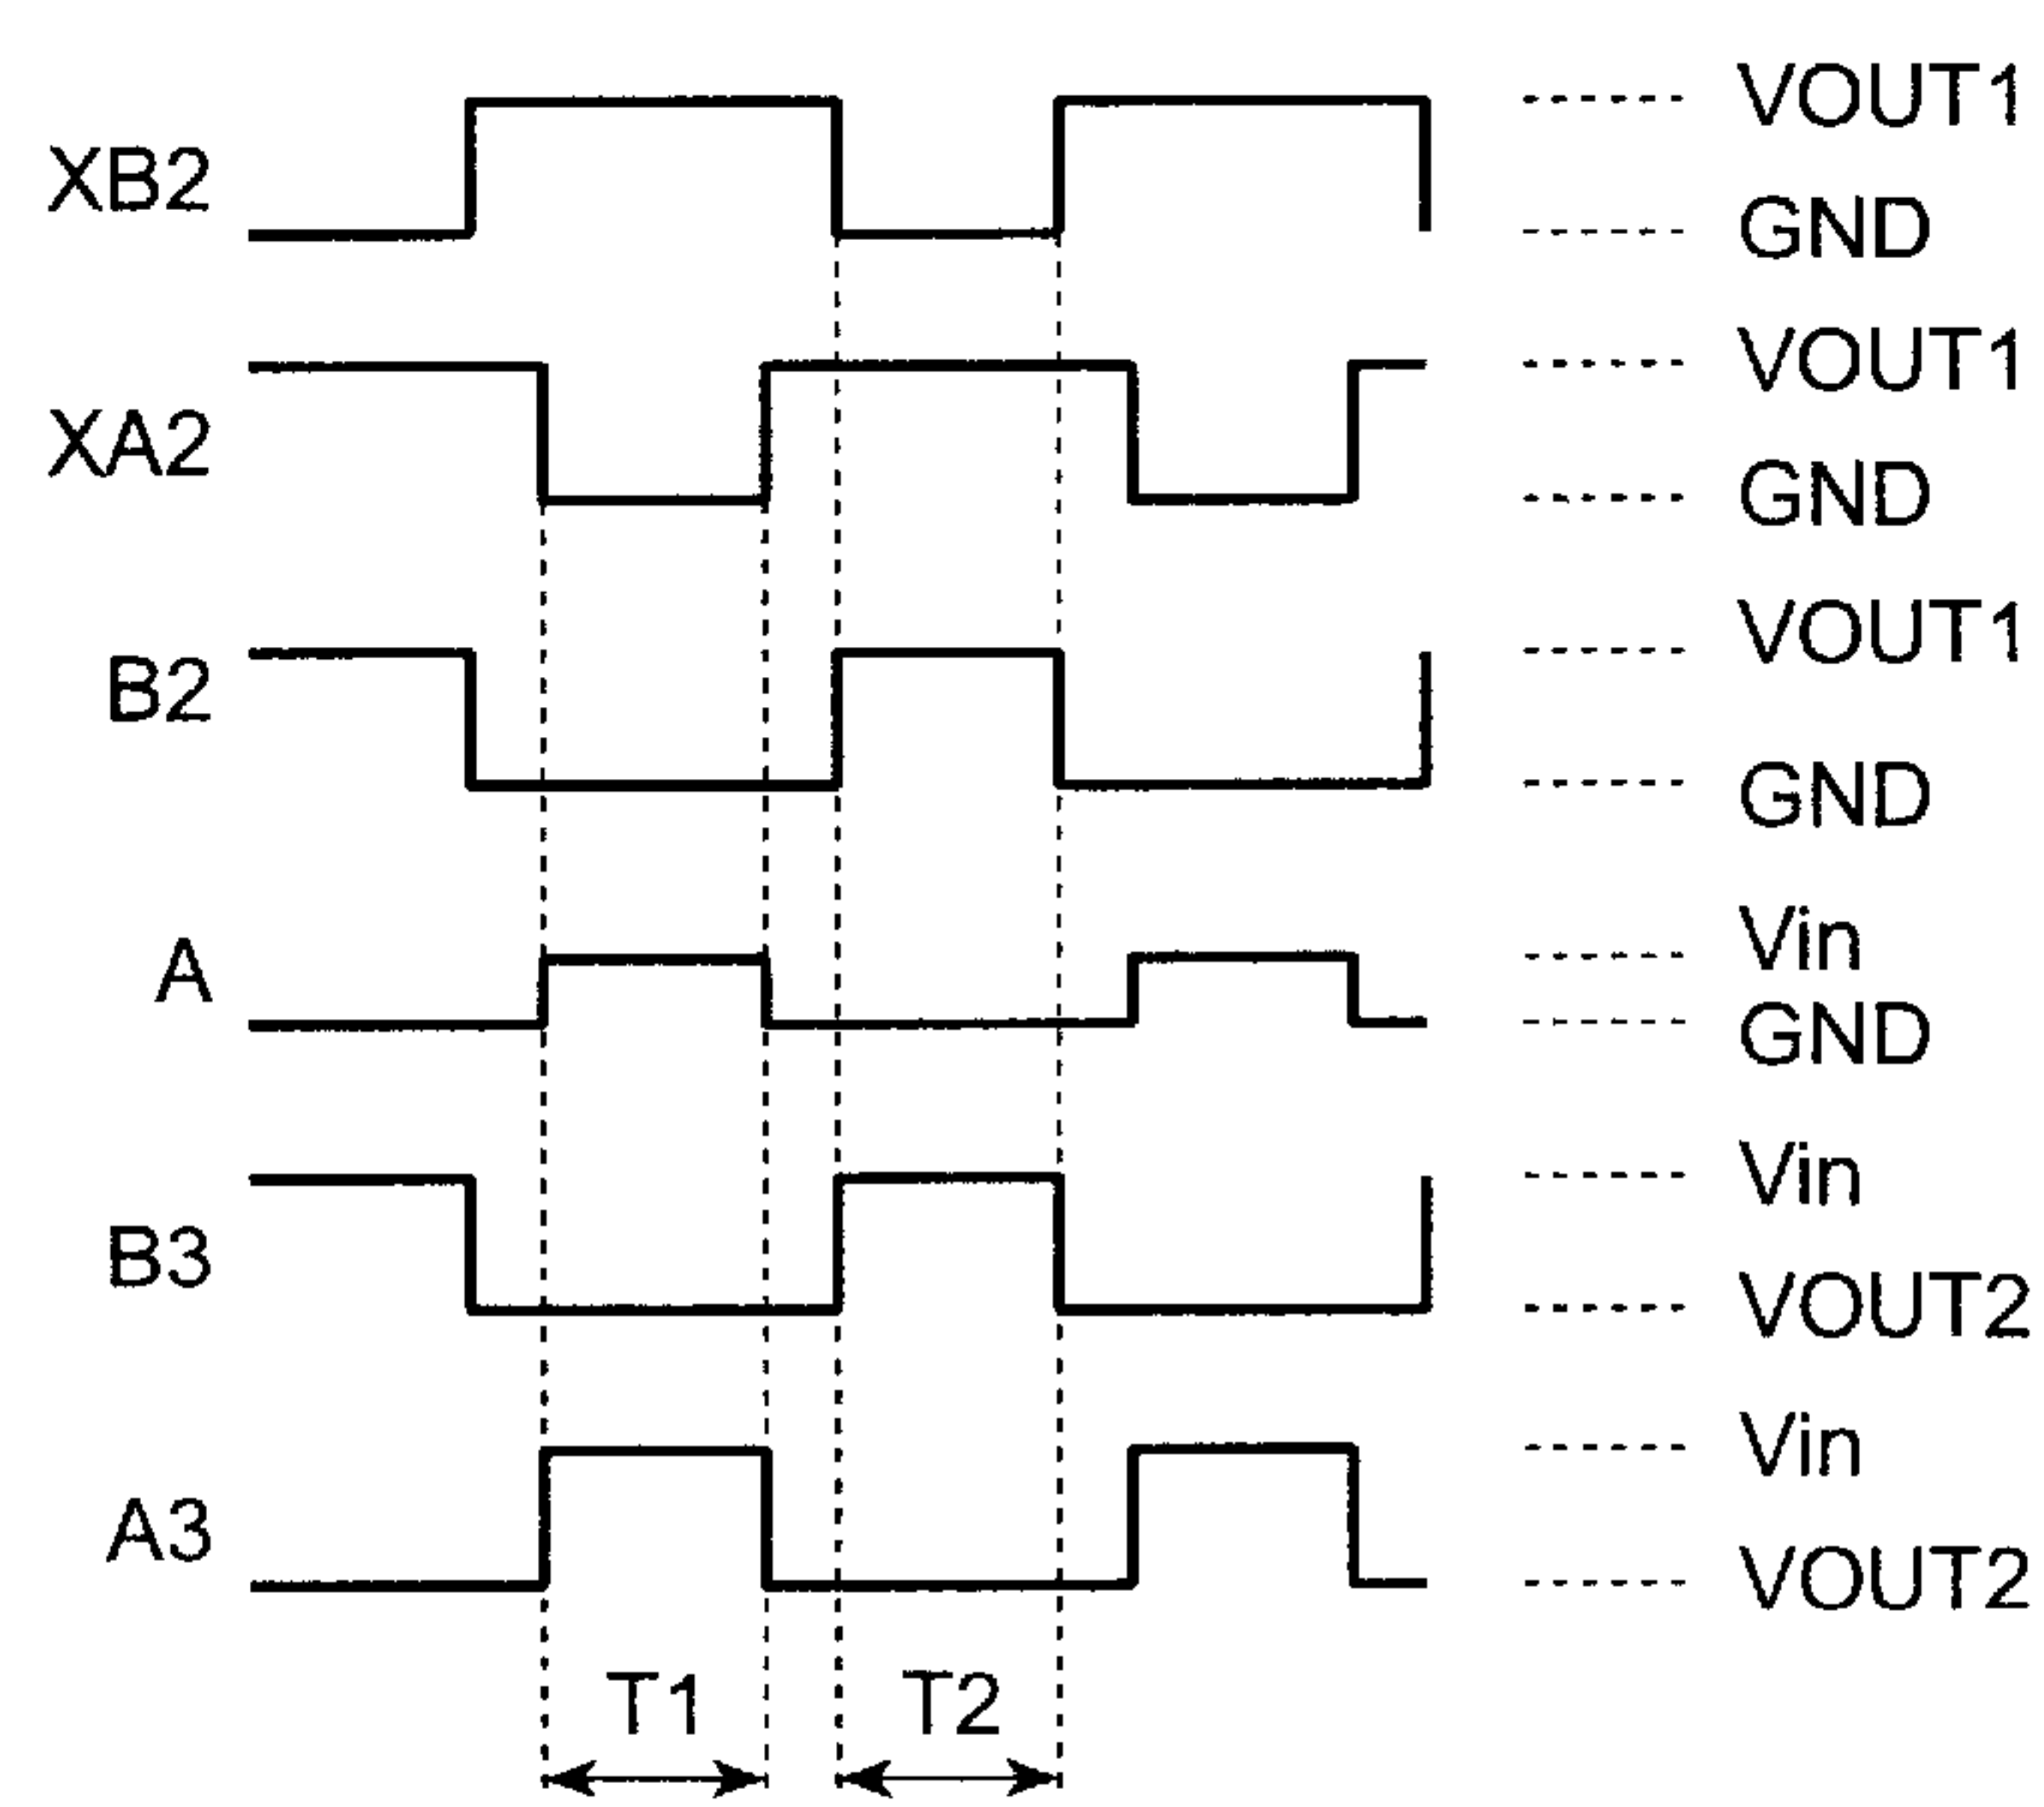 XB2
VOUT1
GND
XA2
VOUT1
GND
B2
VOUT1
GND
A
Vin
GND
B3
Vin
VOUT2
A3
Vin
VOUT2
T1
T2